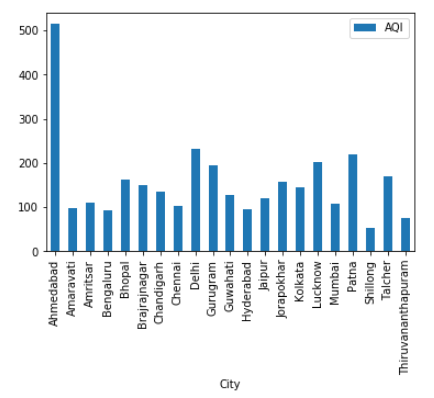 AQI
500
400
300
200
100
0
Ahmedabad
Amaravati
Amritsar
Bengaluru
Bhopal
Brajrajnagar
Chandigarh
Chennai
Delhi
Gurugram
Guwahati
Hyderabad
Jaipur
Jorapokhar
Kolkata
Lucknow
Mumbai
Patna
Shillong
Talcher
Thiruvananthapuram
City